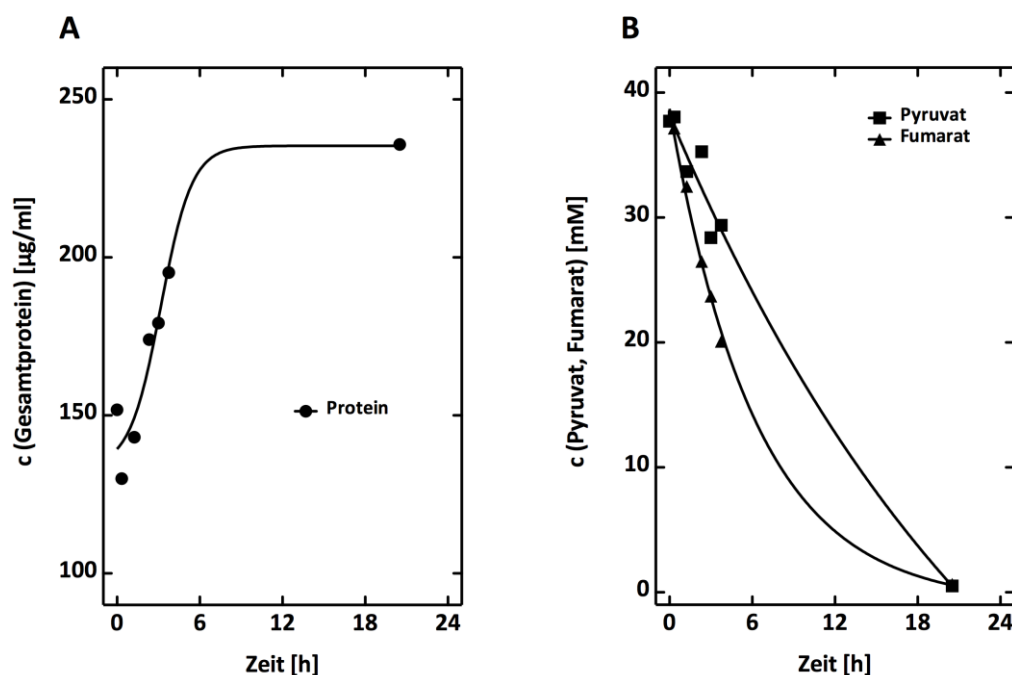 A
c (Gesamtprotein) [µg/ml]
250
200
150
100
Protein
0 6 12 18 24
Zeit [h]
B
c (Pyruvat, Fumarat) [mM]
40
30
20
10
0
Pyruvat
Fumarat
0 6 12 18 24
Zeit [h]